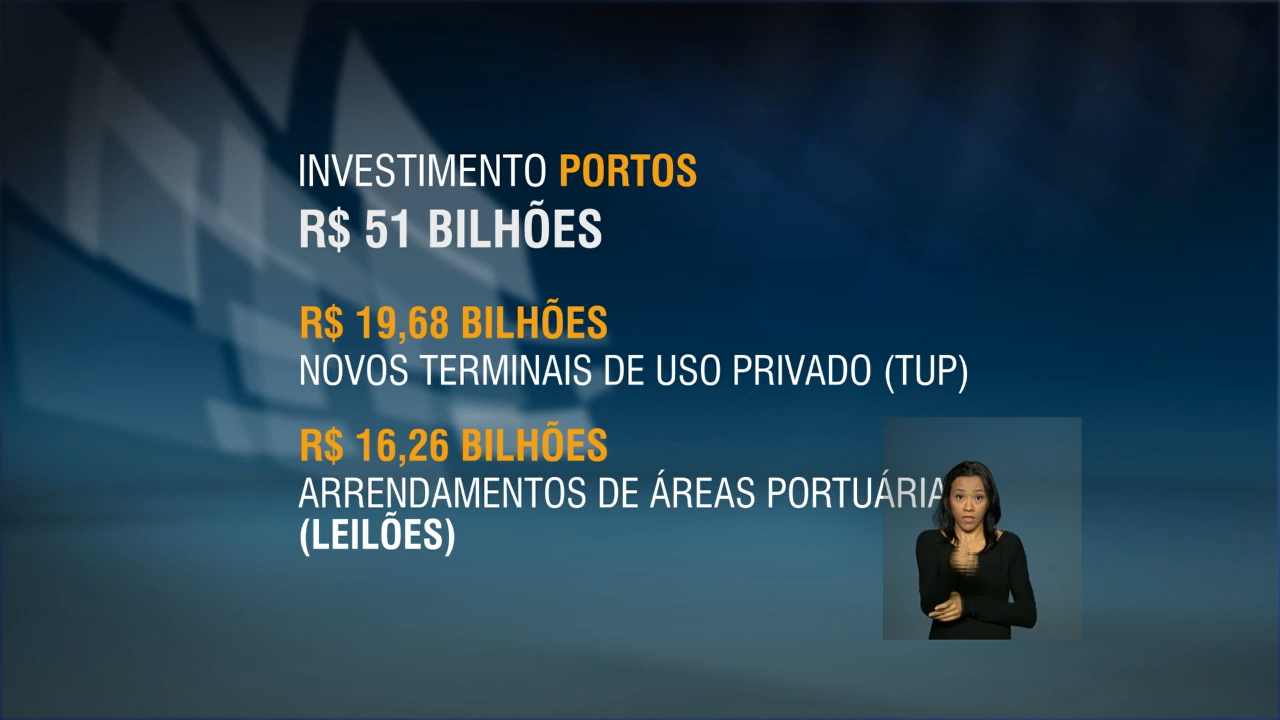 INVESTIMENTO PORTOS
R$ 51 BILHÕES
R$ 19,68 BILHÕES
NOVOS TERMINAIS DE USO PRIVADO (TUP)
R$ 16,26 BILHÕES
ARRENDAMENTOS DE ÁREAS
(LEILÕES)